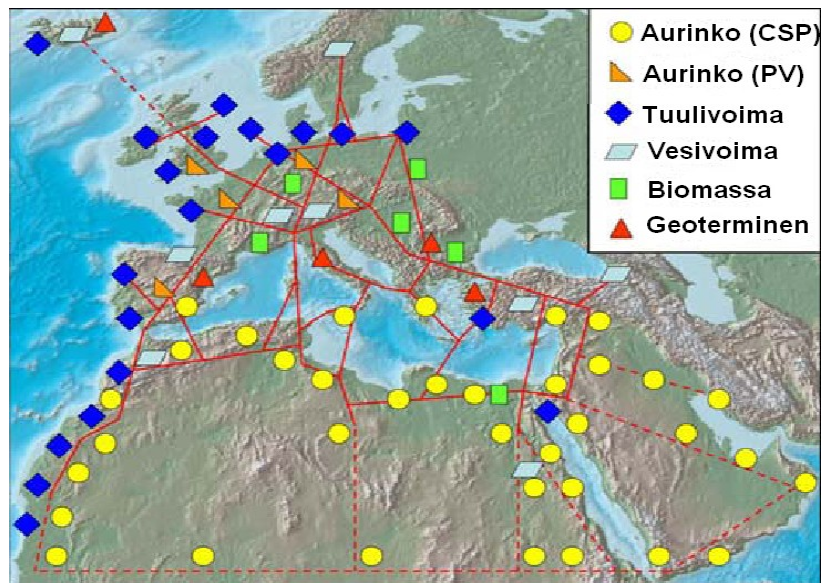 Aurinko (CSP)
Aurinko (PV)
Tuulivoima
Vesivoima
Biomassa
Geoterminen